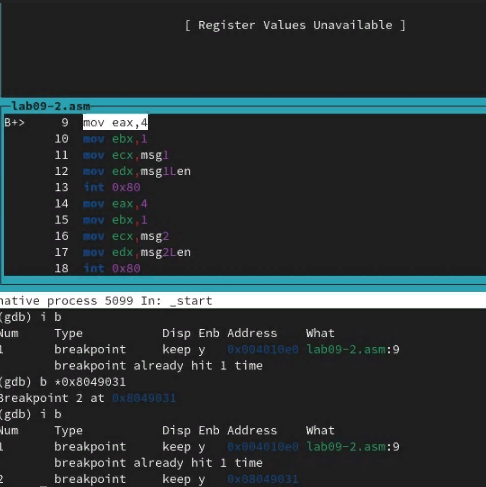 [ Register Values Unavailable ]
lab09-2.asm
B+> 9 mov eax,4
10 mov ebx,1
11 mov ecx,msg1
12 mov edx,msg1Len
13 int 0x80
14 mov eax,4
15 mov ebx,1
16 mov ecx,msg2
17 mov edx,msg2Len
18 int 0x80
native process 5099 In: _start
(gdb) i b
Num Type Disp Enb Address What
1 breakpoint keep y 0x004010e0 lab09-2.asm:9
breakpoint already hit 1 time
(gdb) b *0x8049031
Breakpoint 2 at 0x8049031
(gdb) i b
Num Type Disp Enb Address What
1 breakpoint keep y 0x004010e0 lab09-2.asm:9
breakpoint already hit 1 time
2 breakpoint keep y 0x08049031